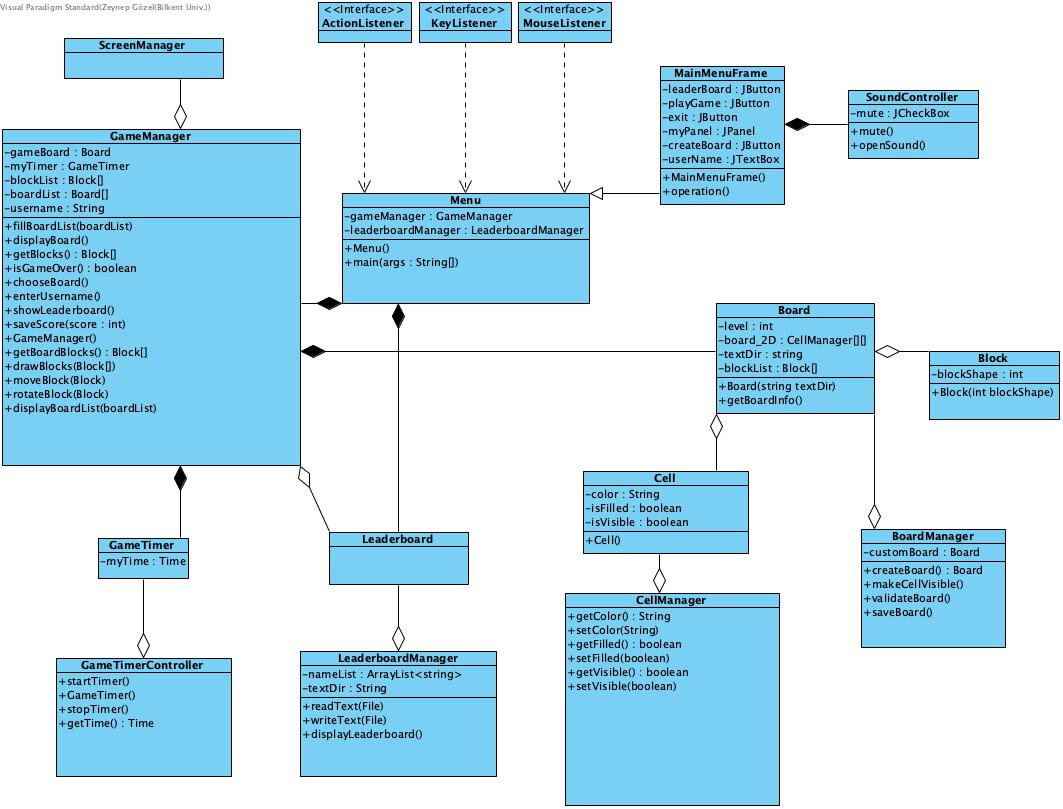 Visual Paradigm Standard(Zeynep Gözel(Bilkent Univ.))
<<Interface>>
ActionListener
<<Interface>>
KeyListener
<<Interface>>
MouseListener
ScreenManager
MainMenuFrame
-leaderBoard : JButton
-playGame : JButton
-exit : JButton
-myPanel : JPanel
-createBoard : JButton
-userName : JTextBox
+MainMenuFrame()
+operation()
SoundController
-mute : JCheckBox
+mute()
+openSound()
GameManager
-gameBoard : Board
-myTimer : GameTimer
-blockList : Block[]
-boardList : Board[]
-username : String
+fillBoardList(boardList)
+displayBoard()
+getBlocks() : Block[]
+isGameOver() : boolean
+chooseBoard()
+enterUsername()
+showLeaderboard()
+saveScore(score : int)
+GameManager()
+getBoardBlocks() : Block[]
+drawBlocks(Block[])
+moveBlock(Block)
+rotateBlock(Block)
+displayBoardList(boardList)
Menu
-gameManager : GameManager
-leaderboardManager : LeaderboardManager
+Menu()
+main(args : String[])
Board
-level : int
-board_2D : CellManager[][]
-textDir : string
-blockList : Block[]
+Board(string textDir)
+getBoardInfo()
Block
-blockShape : int
+Block(int blockShape)
Cell
-color : String
-isFilled : boolean
-isVisible : boolean
+Cell()
BoardManager
-customBoard : Board
+createBoard() : Board
+makeCellVisible()
+validateBoard()
+saveBoard()
GameTimer
-myTime : Time
Leaderboard
CellManager
+getColor() : String
+setColor(String)
+getFilled() : boolean
+setFilled(boolean)
+getVisible() : boolean
+setVisible(boolean)
GameTimerController
+startTimer()
+GameTimer()
+stopTimer()
+getTime() : Time
LeaderboardManager
-nameList : ArrayList<string>
-textDir : String
+readText(File)
+writeText(File)
+displayLeaderboard()